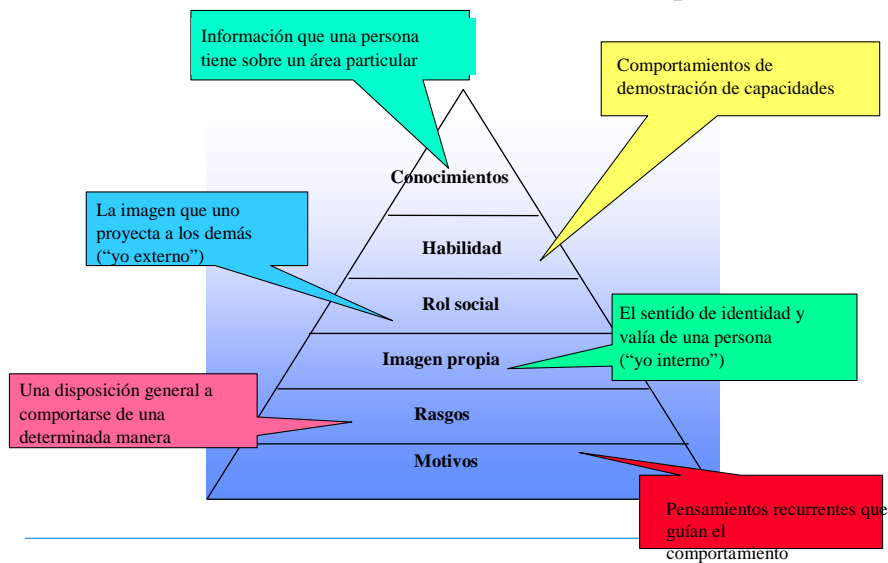 Información que una persona
tiene sobre un área particular
Comportamientos de
demostración de capacidades
Conocimientos
La imagen que uno
proyecta a los demás
(“yo externo”)
Habilidad
Rol social
El sentido de identidad y
valía de una persona
(“yo interno”)
Imagen propia
Una disposición general a
comportarse de una
determinada manera
Rasgos
Motivos
Pensamientos recurrentes que
guían el
comportamiento